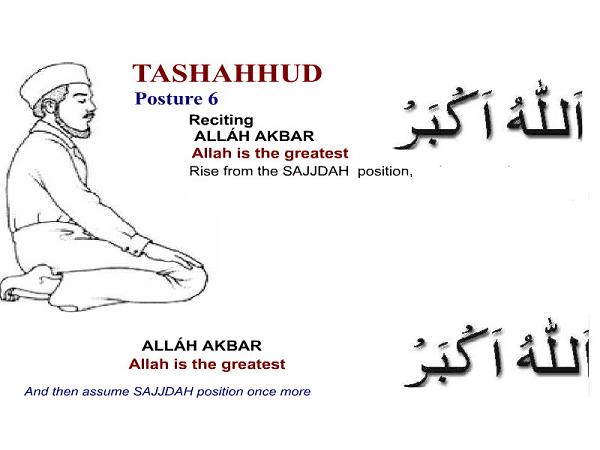 TASHAHHUD
Posture 6
Reciting
ALLÁH AKBAR
Allah is the greatest
Rise from the SAJJDAH position,
اَللّٰهُ اَكْبَرُ
ALLÁH AKBAR
Allah is the greatest
And then assume SAJJDAH position once more
اَللّٰهُ اَكْبَرُ